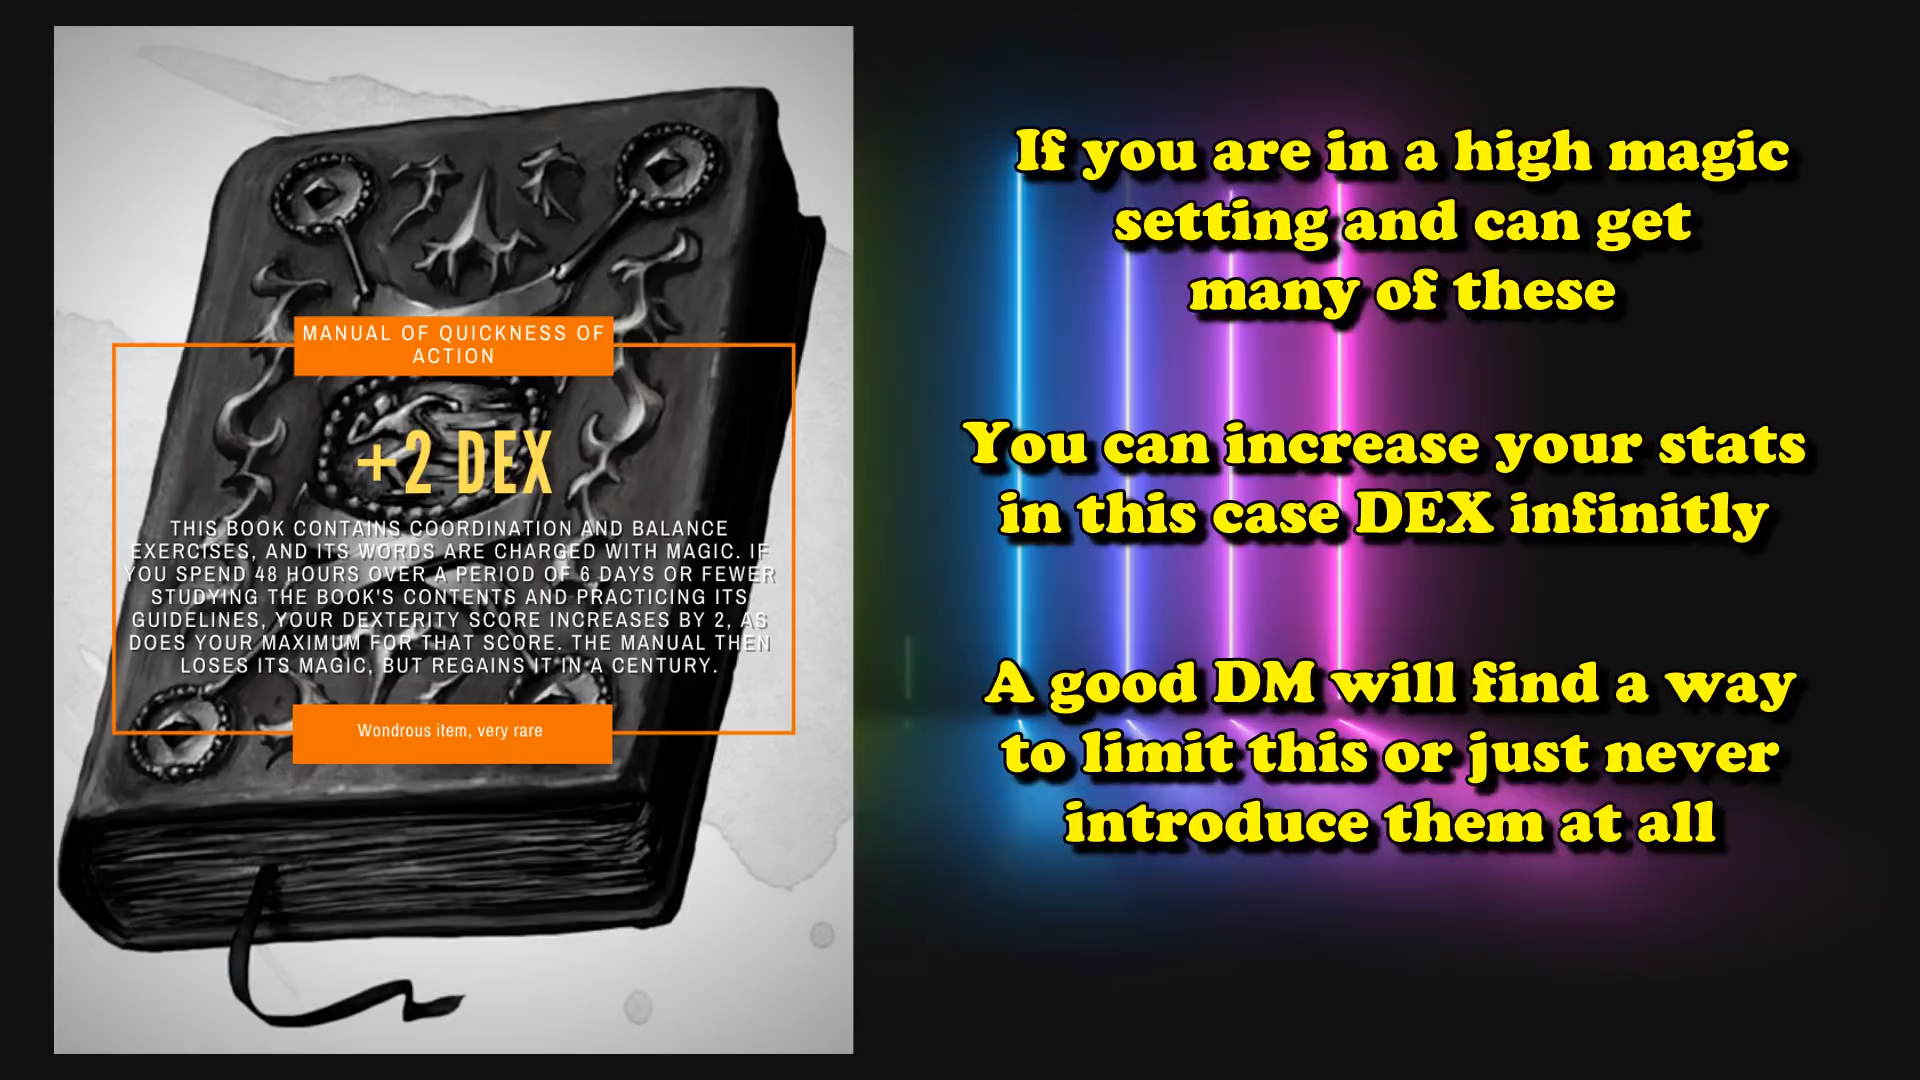 MANUAL OF QUICKNESS OF
ACTION
+2 DEX
THIS BOOK CONTAINS COORDINATION AND BALANCE
EXERCISES, AND ITS WORDS ARE CHARGED WITH MAGIC. IF
YOU SPEND 48 HOURS OVER A PERIOD OF 6 DAYS OR FEWER
STUDYING THE BOOK'S CONTENTS AND PRACTICING ITS
GUIDELINES, YOUR DEXTERITY SCORE INCREASES BY 2, AS
DOES YOUR MAXIMUM FOR THAT SCORE. THE MANUAL THEN
LOSES ITS MAGIC, BUT REGAINS IT IN A CENTURY.
Wondrous item, very rare
If you are in a high magic
setting and can get
many of these
You can increase your stats
in this case DEX infinitly
A good DM will find a way
to limit this or just never
introduce them at all